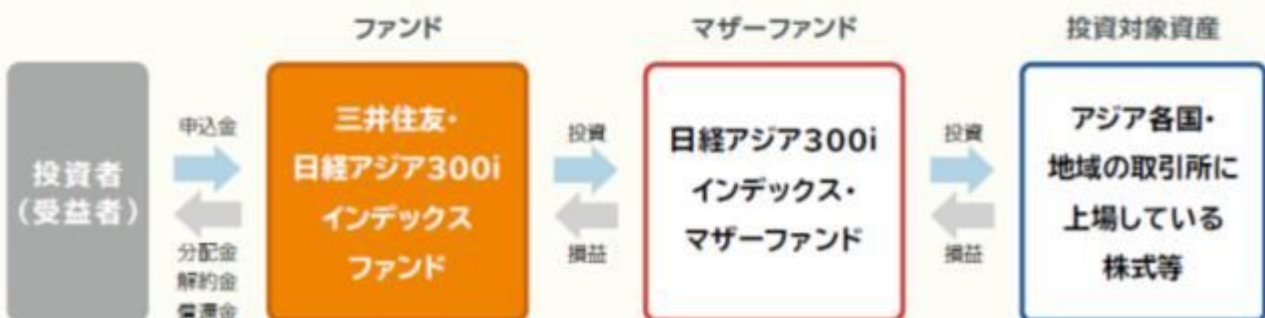 ファンド
マザーファンド
投資対象資産
投資者
（受益者）
申込金
分配金
解約金
償還金
三井住友・
日経アジア300i
インデックス
ファンド
投資
損益
日経アジア300i
インデックス・
マザーファンド
投資
損益
アジア各国・
地域の取引所に
上場している
株式等